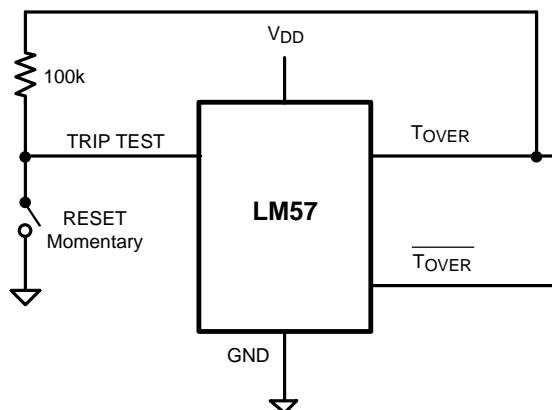 VDD
100k
TRIP TEST
TOVER
LM57
RESET
Momentary
TOVER
GND